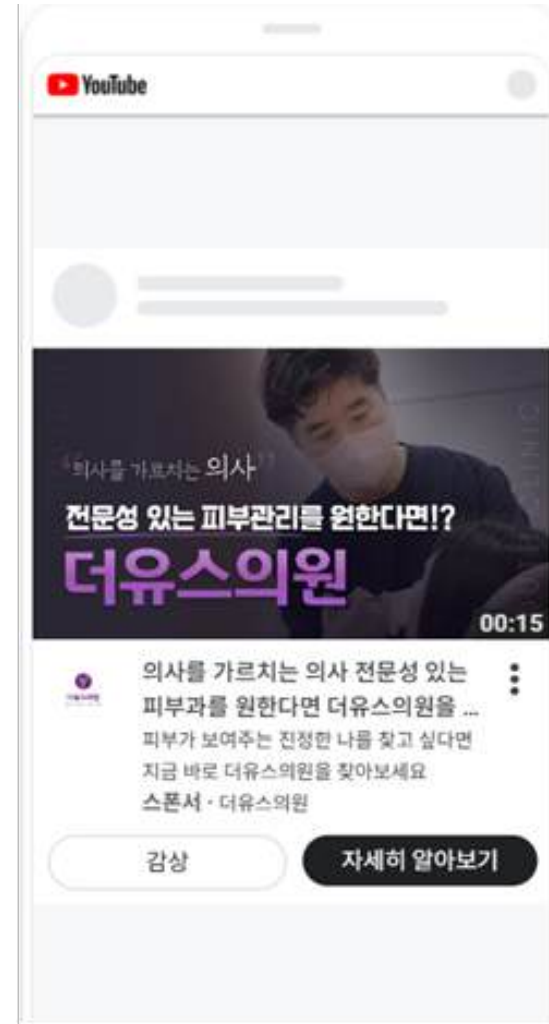 YouTube
"의사를 가르치는 의사"
전문성 있는 피부관리를 원한다면!?
더유스의원
00:15
의사를 가르치는 의사 전문성 있는
피부과를 원한다면 더유스의원을 ...
피부가 보여주는 진정한 나를 찾고 싶다면
지금 바로 더유스의원을 찾아보세요
스폰서 · 더유스의원
감상
자세히 알아보기